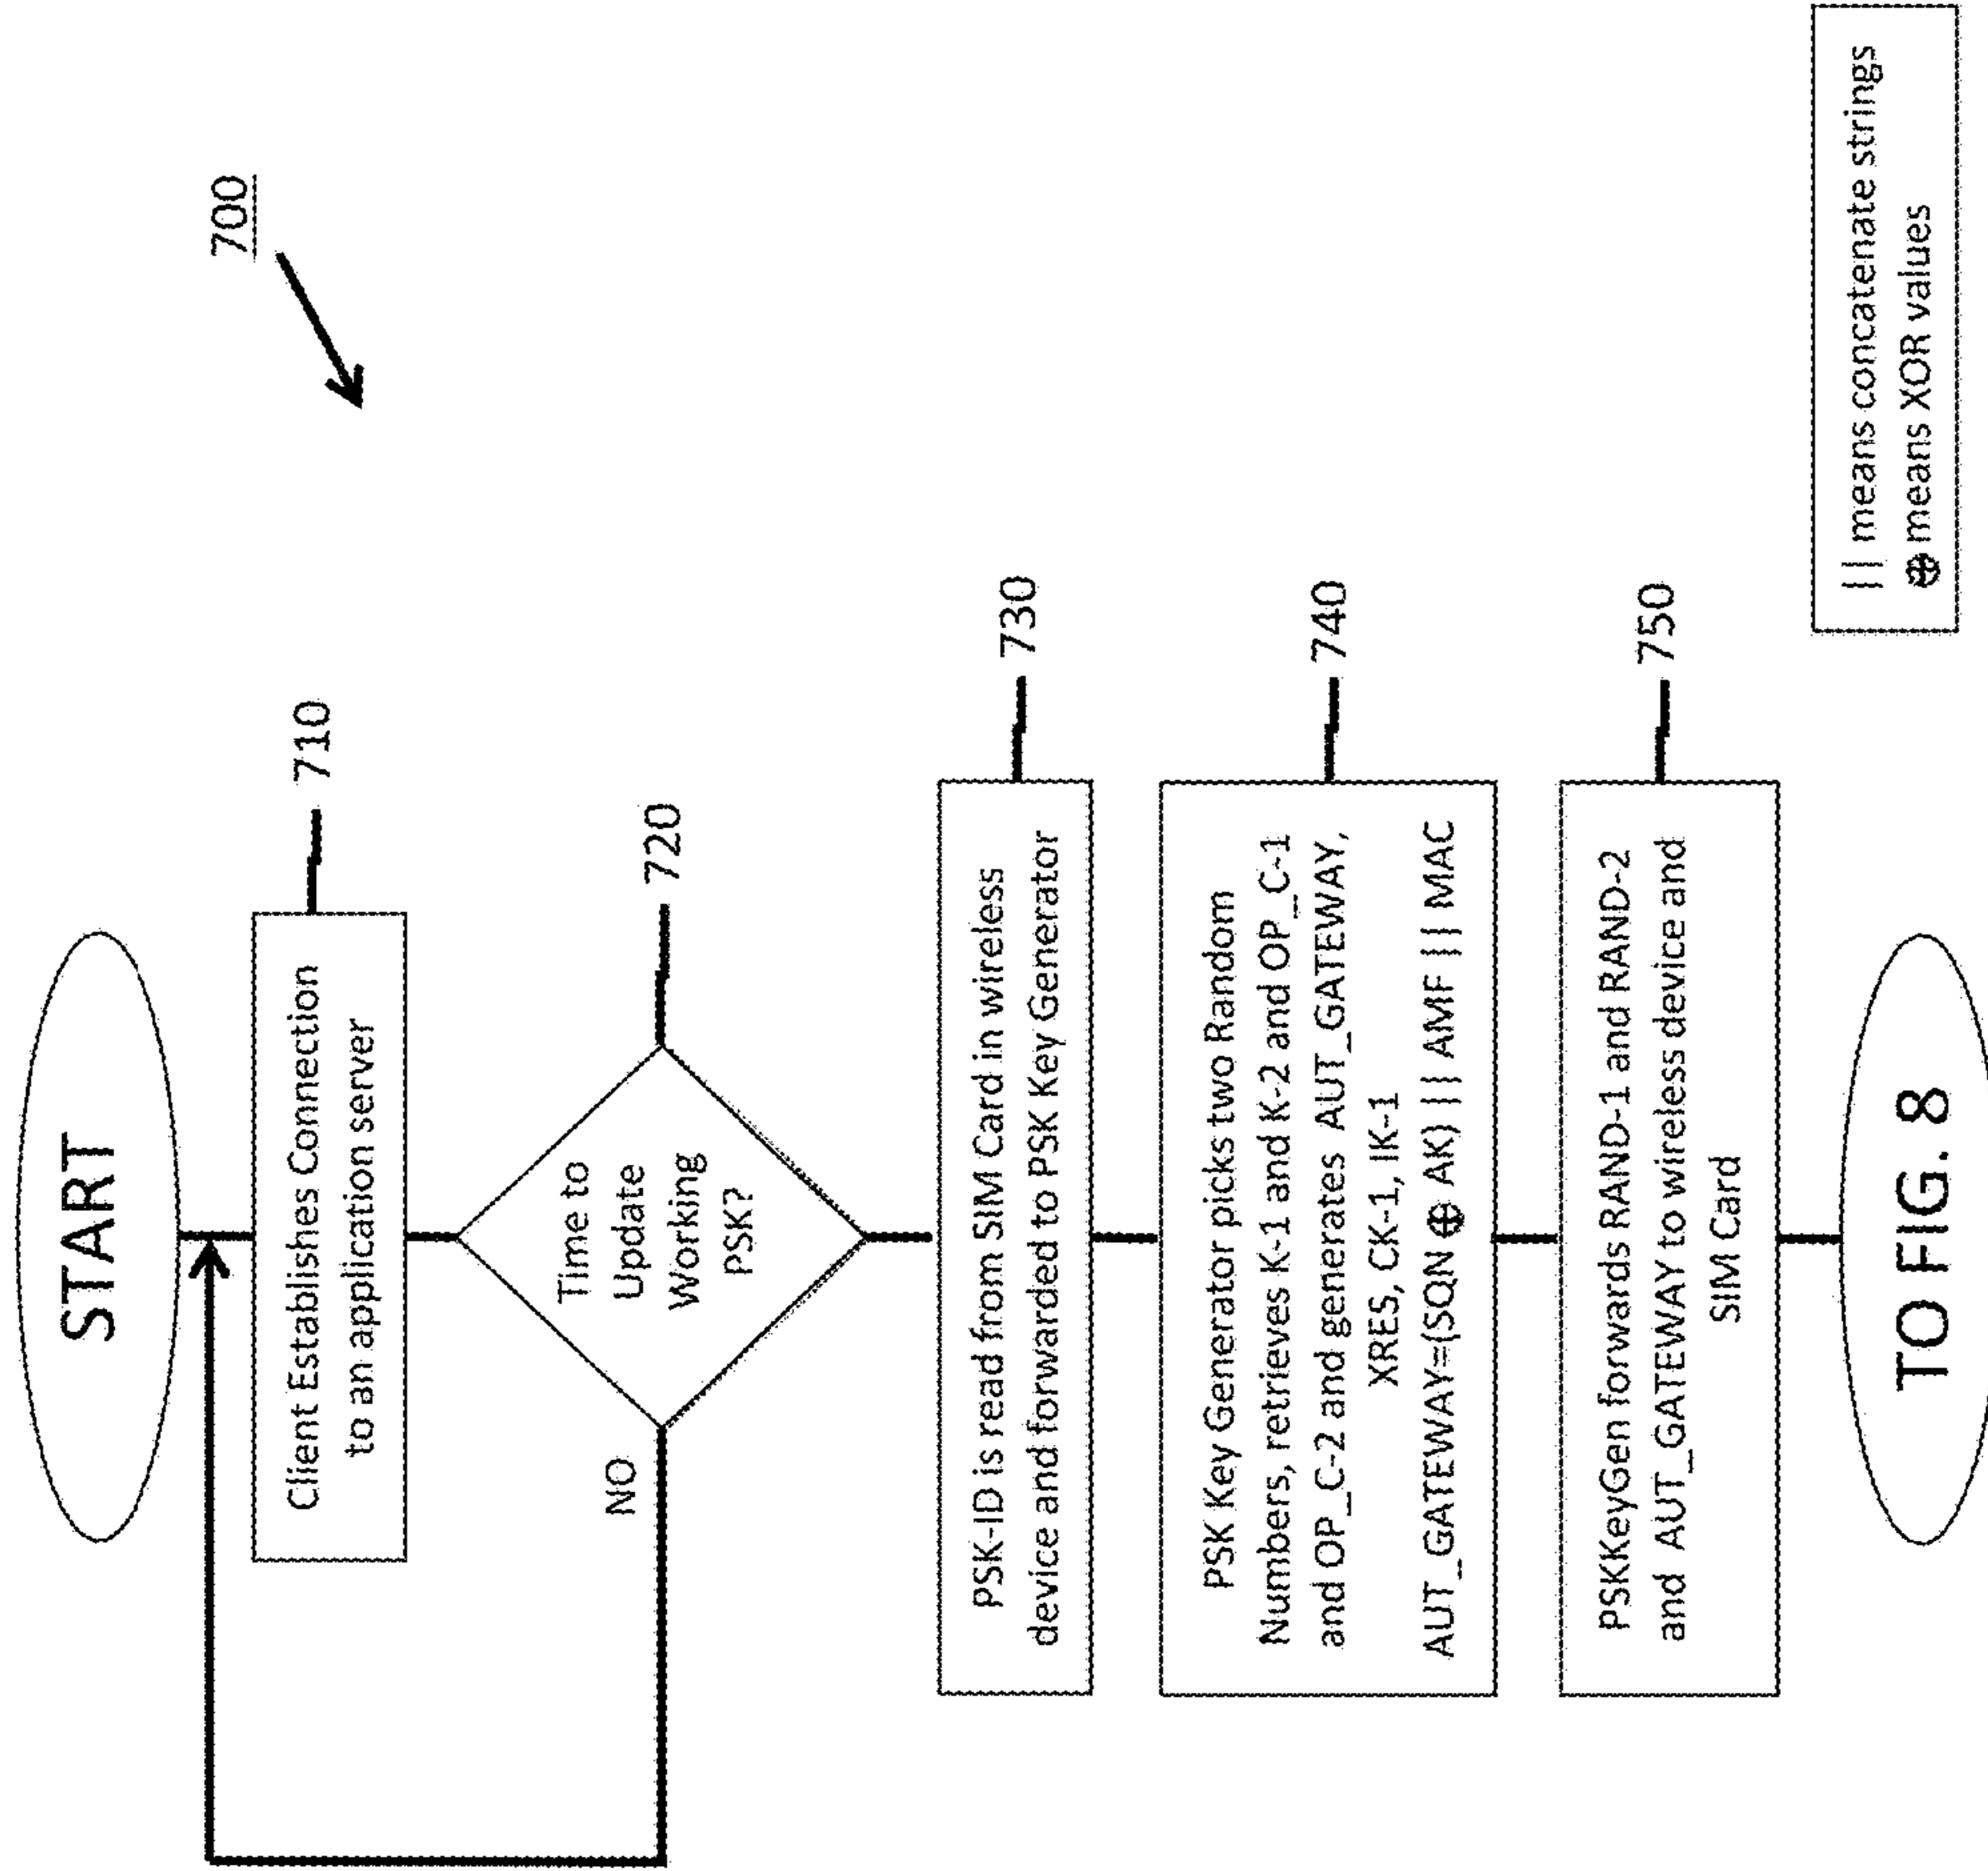 START
700
Client Establishes Connection
to an application server
710
Time to
Update
Working
PSK?
720
NO
PSK-ID is read from SIM Card in wireless
device and forwarded to PSK Key Generator
730
PSK Key Generator picks two Random
Numbers, retrieves K-1 and K-2 and OP_C-1
and OP_C-2 and generates AUT_GATEWAY,
XRES, CK-1, IK-1
AUT_GATEWAY=(SQN ⊕ AK) || AMF || MAC
740
PSKKeyGen forwards RAND-1 and RAND-2
and AUT_GATEWAY to wireless device and
SIM Card
750
TO FIG. 8
|| means concatenate strings
⊕ means XOR values